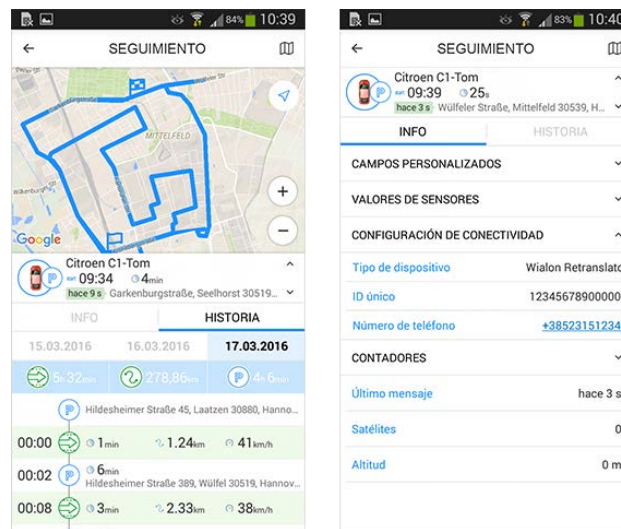 84% 10:39
SEGUIMIENTO
MITTELFELD
Google
Citroen C1-Tom
09:34 4min
hace 9 s Garkenburgstraße, Seelhorst 30519...
INFO HISTORIA
15.03.2016 16.03.2016 17.03.2016
5h 32min 278,86km P 4h 6min
P Hildesheimer Straße 45, Laatzen 30880, Hanno...
00:00 1min 1.24km 41km/h
00:02 P 6min
Hildesheimer Straße 389, Wülfel 30519, Hannov...
00:08 3min 2.33km 38km/h
83% 10:40
SEGUIMIENTO
Citroen C1-Tom
P 09:39 25s
hace 3 s Wülfeler Straße, Mittelfeld 30539, H...
INFO HISTORIA
CAMPOS PERSONALIZADOS
VALORES DE SENSORES
CONFIGURACIÓN DE CONECTIVIDAD
Tipo de dispositivo Wialon Retranslato
ID único 12345678900000
Número de teléfono +38523151234
CONTADORES
Último mensaje hace 3 s
Satélites 0
Altitud 0 m